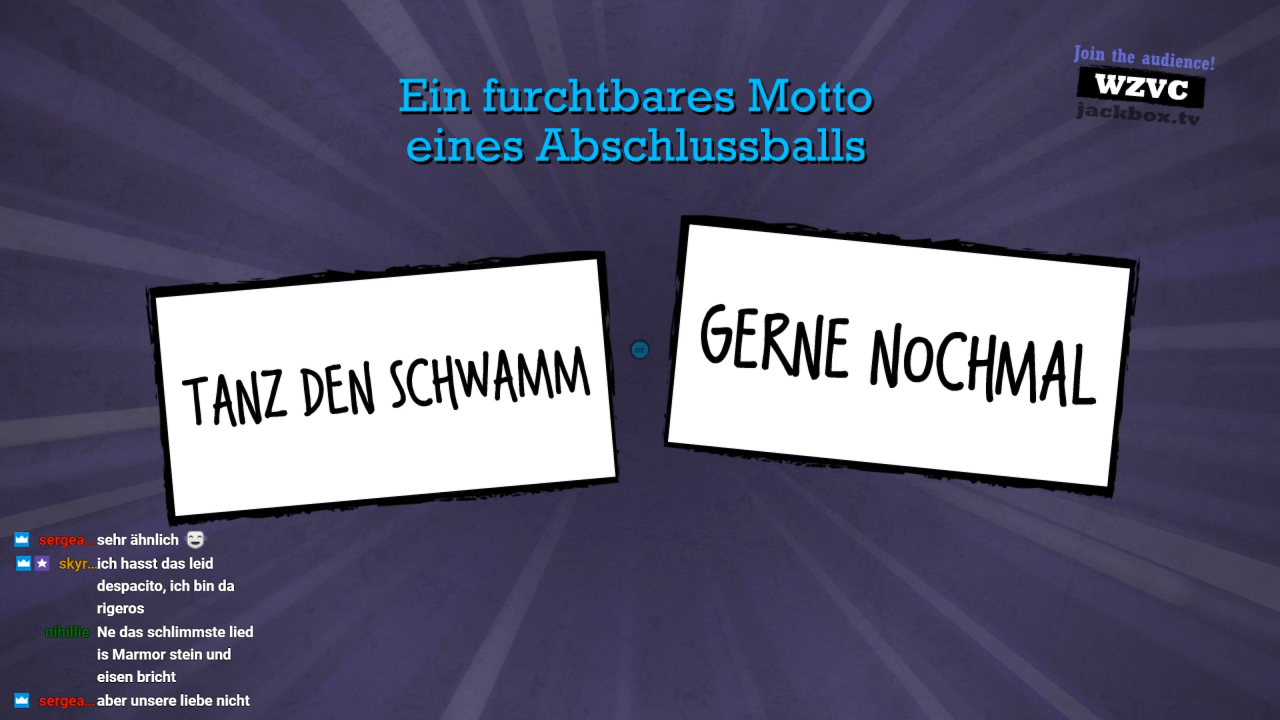 Join the audience!
WZVC
jackbox.tv
Ein furchtbares Motto
eines Abschlussballs
TANZ DEN SCHWAMM
GERNE NOCHMAL
sergea... sehr ähnlich
skyr... ich hasst das leid
despacito, ich bin da
rigeros
nihillie Ne das schlimmste lied
is Marmor stein und
eisen bricht
sergea... aber unsere liebe nicht